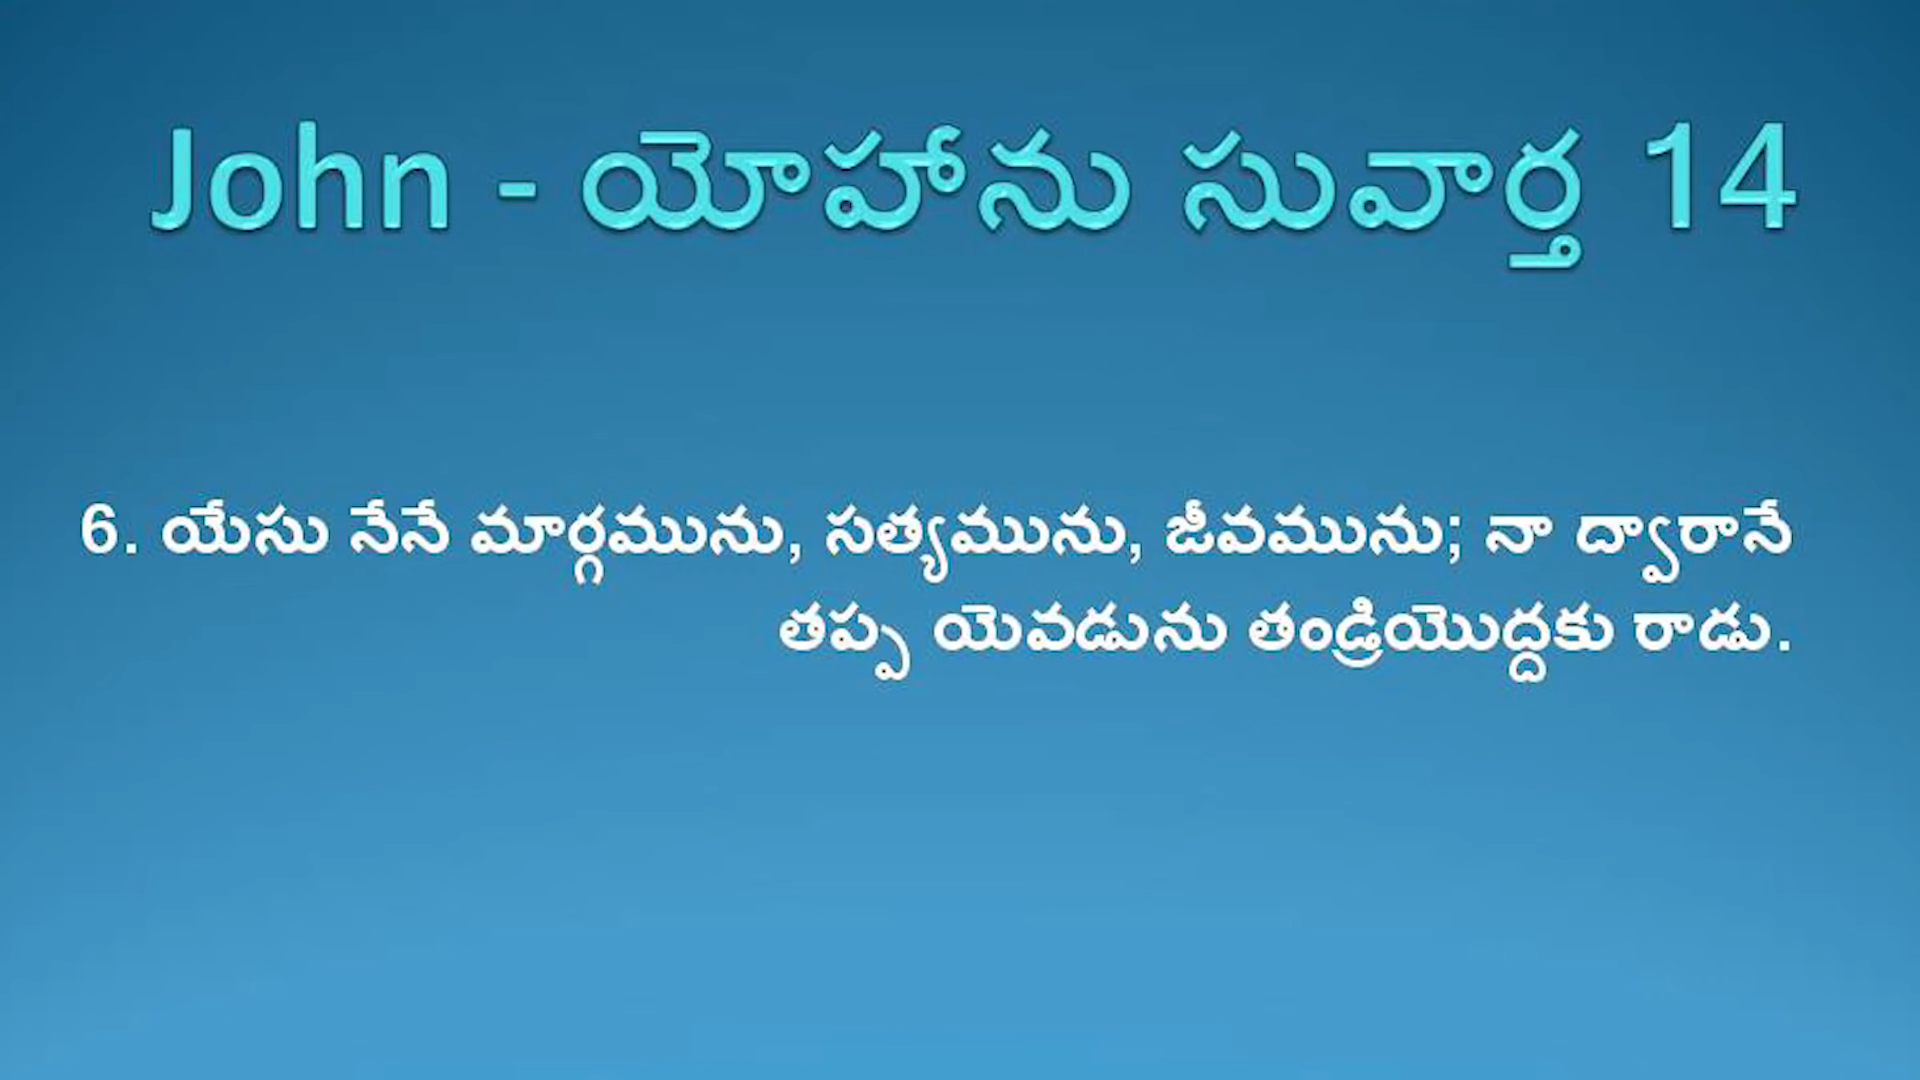 John - యోహాను సువార్త 14
6. యేసు నేనే మార్గమును, సత్యమును, జీవమును; నా ద్వారానే
తప్ప యెవడును తండ్రియొద్దకు రాడు.